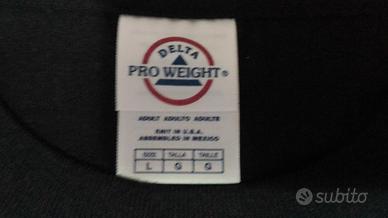 DELTA
PRO WEIGHT®
ADULT ADULTO ADULTE
KNIT IN U.S.A.
ASSEMBLED IN MEXICO
SIZE TALLA TAILLE
L G G
subito